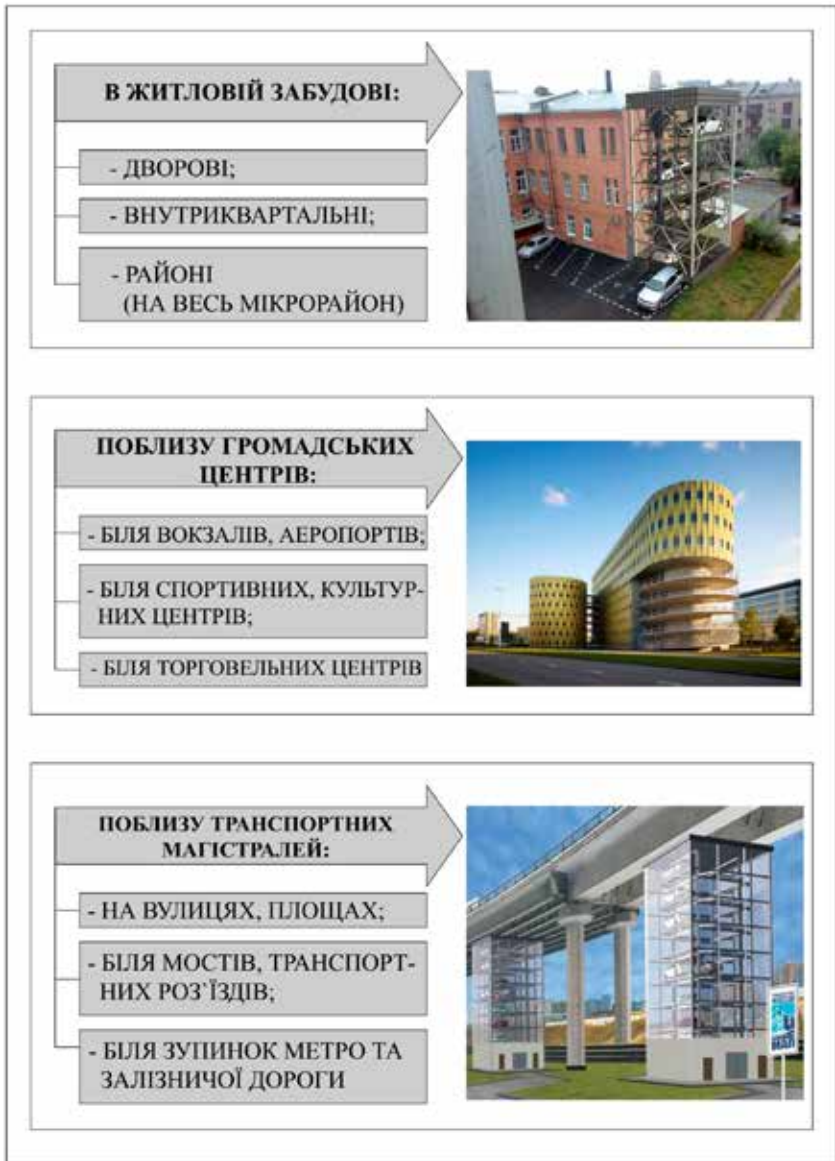 В ЖИТЛОВІЙ ЗАБУДОВІ:
- ДВОРОВІ;
- ВНУТРИКВАРТАЛЬНІ;
- РАЙОНІ
(НА ВЕСЬ МІКРОРАЙОН)
ПОБЛИЗУ ГРОМАДСЬКИХ
ЦЕНТРІВ:
- БІЛЯ ВОКЗАЛІВ, АЕРОПОРТІВ;
- БІЛЯ СПОРТИВНИХ, КУЛЬТУР-
НИХ ЦЕНТРІВ;
- БІЛЯ ТОРГОВЕЛЬНИХ ЦЕНТРІВ
ПОБЛИЗУ ТРАНСПОРТНИХ
МАГІСТРАЛЕЙ:
- НА ВУЛИЦЯХ, ПЛОЩАХ;
- БІЛЯ МОСТІВ, ТРАНСПОРТ-
НИХ РОЗ`ЇЗДІВ;
- БІЛЯ ЗУПИНОК МЕТРО ТА
ЗАЛІЗНИЧОЇ ДОРОГИ